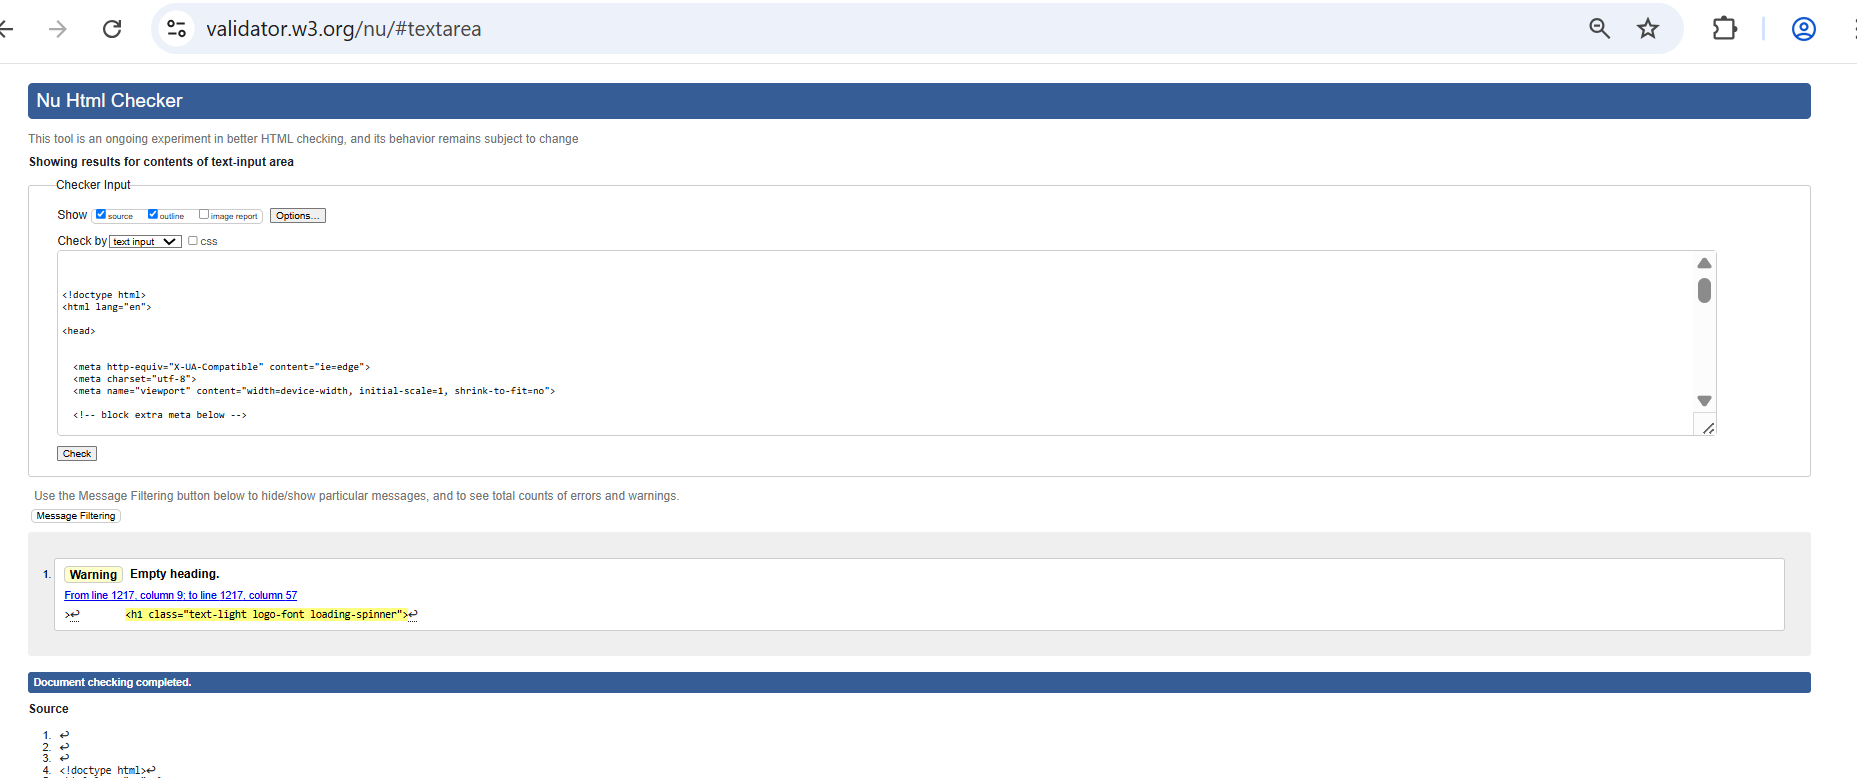 validator.w3.org/nu/#textarea
Nu Html Checker
This tool is an ongoing experiment in better HTML checking, and its behavior remains subject to change
Showing results for contents of text-input area
Checker Input
Show source outline image report Options...
Check by text input css
<!doctype html>
<html lang="en">
<head>
<meta http-equiv="X-UA-Compatible" content="ie=edge">
<meta charset="utf-8">
<meta name="viewport" content="width=device-width, initial-scale=1, shrink-to-fit=no">
<!-- block extra meta below -->
Check
Use the Message Filtering button below to hide/show particular messages, and to see total counts of errors and warnings.
Message Filtering
1. Warning Empty heading.
From line 1217, column 9; to line 1217, column 57
>↩ <h1 class="text-light logo-font loading-spinner">↩
Document checking completed.
Source
1. ↩
2. ↩
3. ↩
4. <!doctype html>↩